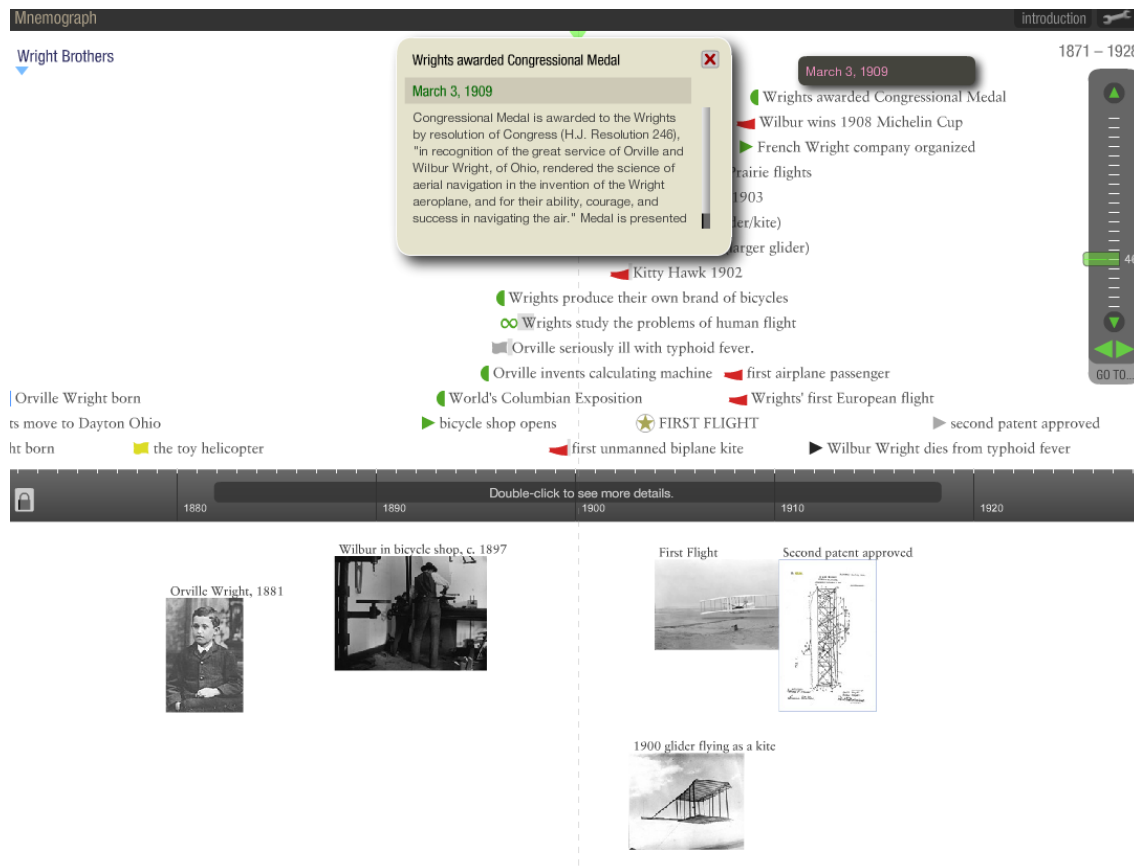 Mnemograph
introduction
Wright Brothers
1871 – 1928
Wrights awarded Congressional Medal
March 3, 1909
Congressional Medal is awarded to the Wrights
by resolution of Congress (H.J. Resolution 246),
"in recognition of the great service of Orville and
Wilbur Wright, of Ohio, rendered the science of
aerial navigation in the invention of the Wright
aeroplane, and for their ability, courage, and
success in navigating the air." Medal is presented
March 3, 1909
Wrights awarded Congressional Medal
Wilbur wins 1908 Michelin Cup
French Wright company organized
Prairie flights
1903
der/kite)
arger glider)
Kitty Hawk 1902
Wrights produce their own brand of bicycles
Wrights study the problems of human flight
Orville seriously ill with typhoid fever.
Orville invents calculating machine first airplane passenger
Orville Wright born World's Columbian Exposition Wrights' first European flight
ts move to Dayton Ohio bicycle shop opens FIRST FLIGHT second patent approved
ht born the toy helicopter first unmanned biplane kite Wilbur Wright dies from typhoid fever
46
GO TO...
Double-click to see more details.
1880 1890 1900 1910 1920
Wilbur in bicycle shop, c. 1897
First Flight
Second patent approved
Orville Wright, 1881
1900 glider flying as a kite